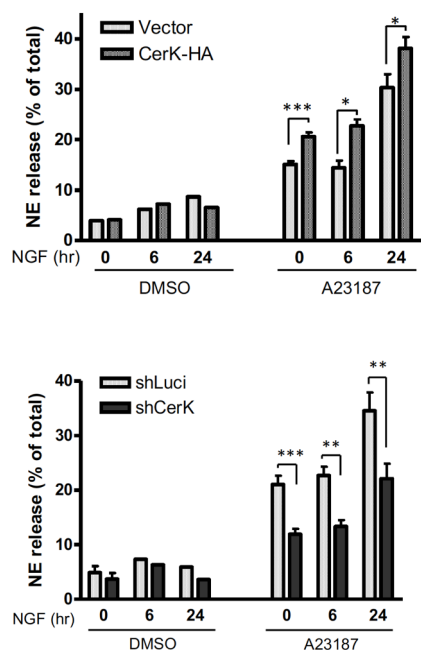 Vector
CerK-HA
NE release (% of total)
40
30
20
10
0
*** * *
NGF (hr) 0 6 24 0 6 24
DMSO A23187
shLuci
shCerK
NE release (% of total)
40
30
20
10
0
*** ** **
NGF (hr) 0 6 24 0 6 24
DMSO A23187